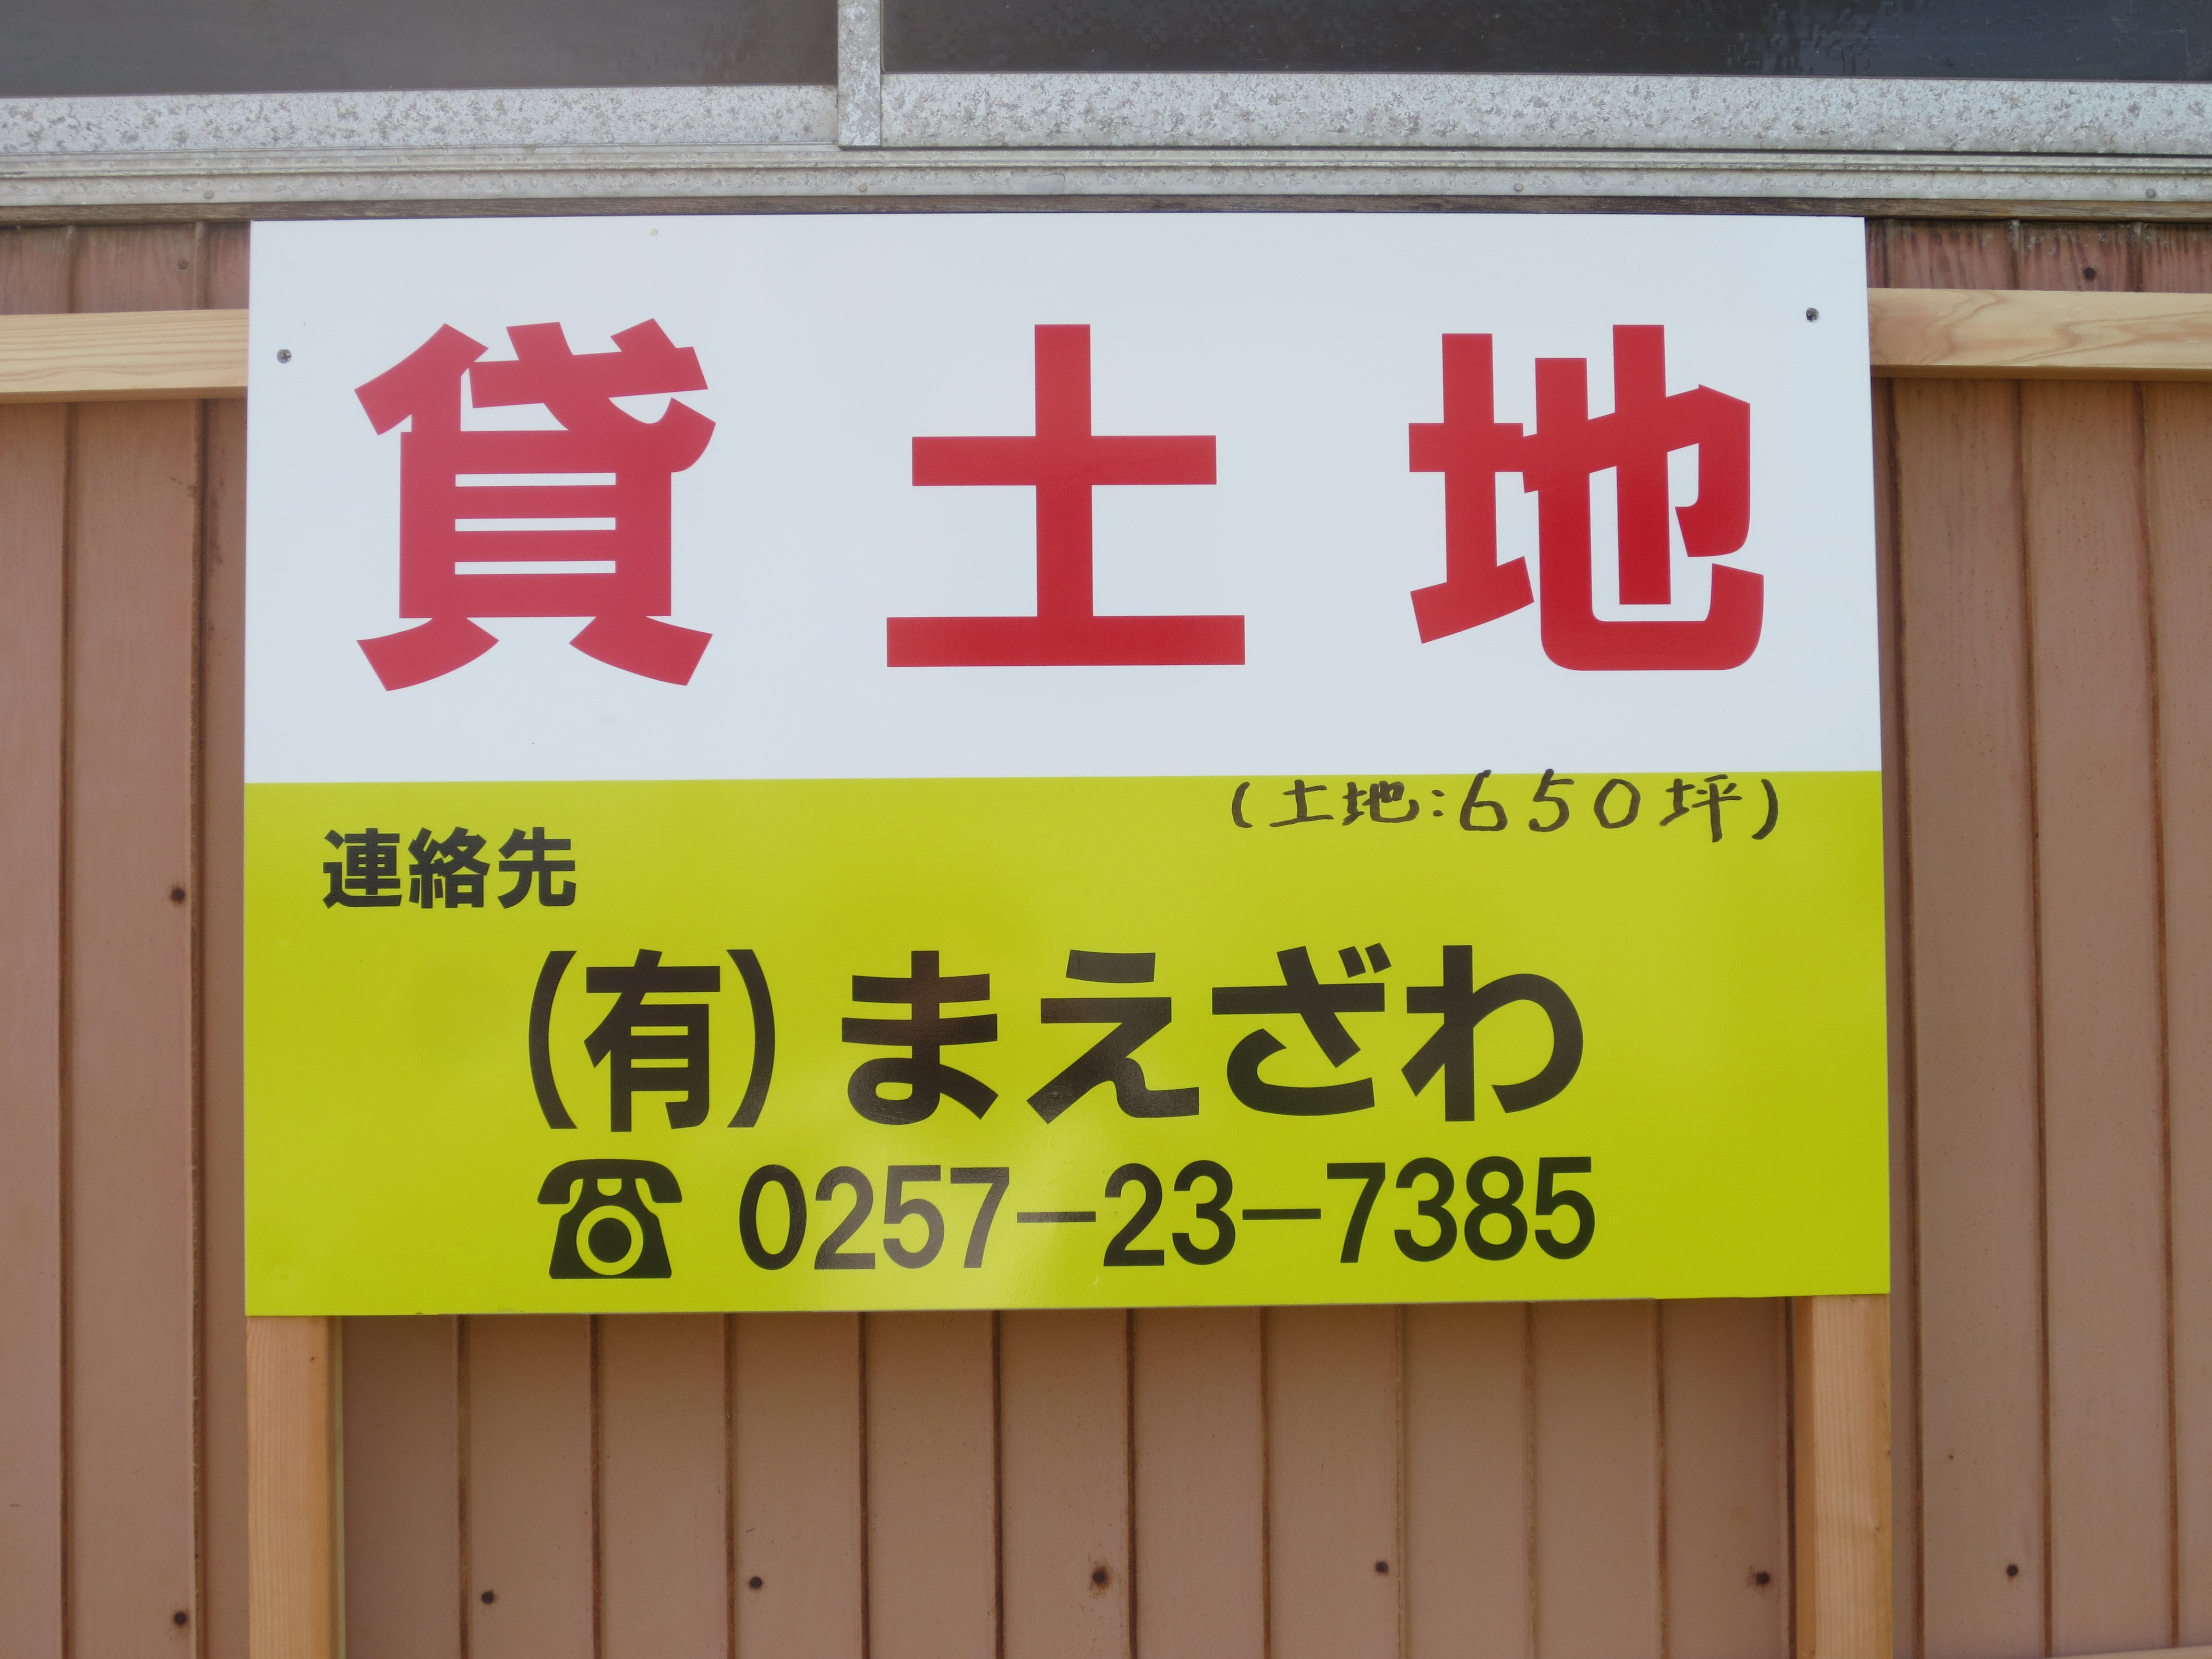 貸土地
(土地:650坪)
連絡先
(有)まえざわ
☎ 0257-23-7385